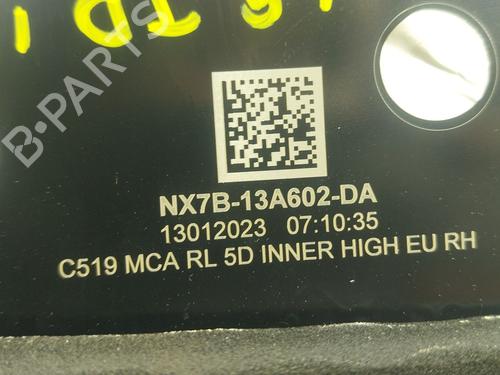 NX7B-13A602-DA
13012023 07:10:35
C519 MCA RL 5D INNER HIGH EU RH
B-PARTS